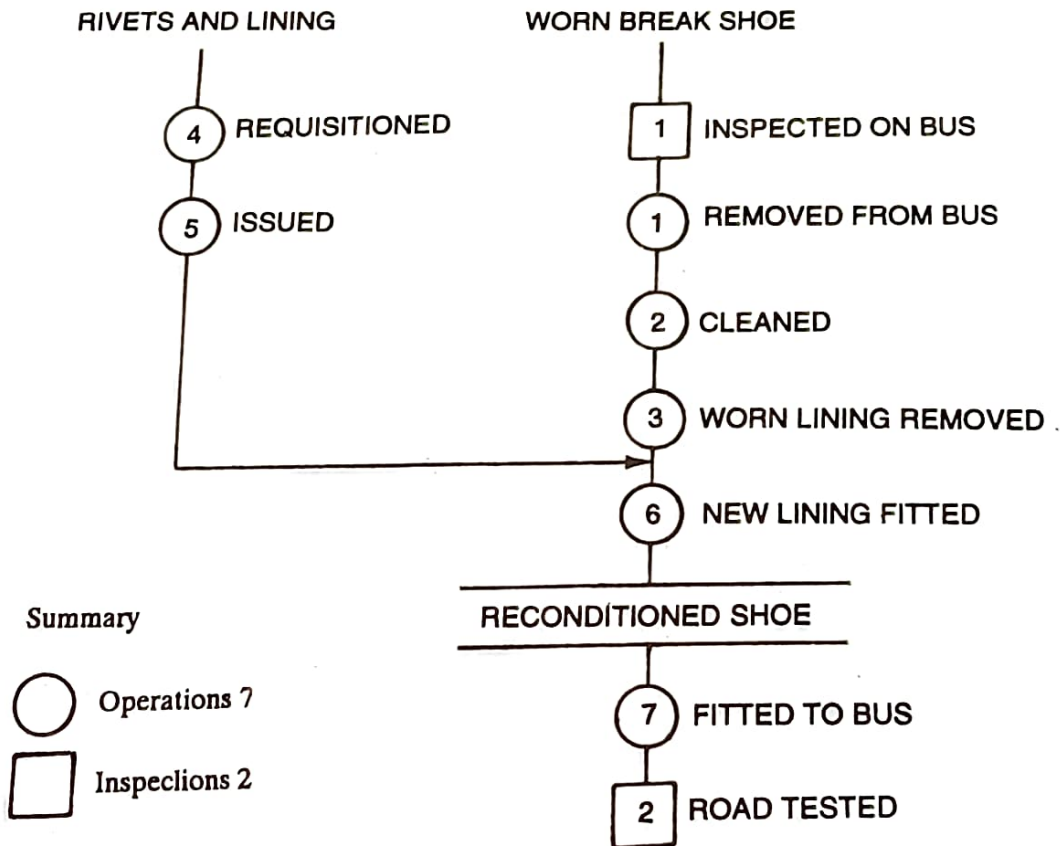 RIVETS AND LINING
4 REQUISITIONED
5 ISSUED
WORN BREAK SHOE
1 INSPECTED ON BUS
1 REMOVED FROM BUS
2 CLEANED
3 WORN LINING REMOVED
6 NEW LINING FITTED
RECONDITIONED SHOE
7 FITTED TO BUS
2 ROAD TESTED
Summary
Operations 7
Inspeclions 2